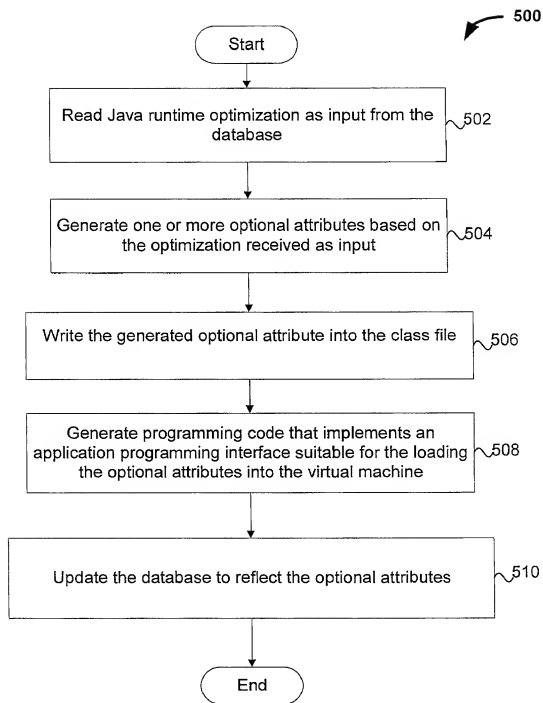 500
Start
Read Java runtime optimization as input from the
database
502
Generate one or more optional attributes based on
the optimization received as input
504
Write the generated optional attribute into the class file
506
Generate programming code that implements an
application programming interface suitable for the loading
the optional attributes into the virtual machine
508
Update the database to reflect the optional attributes
510
End